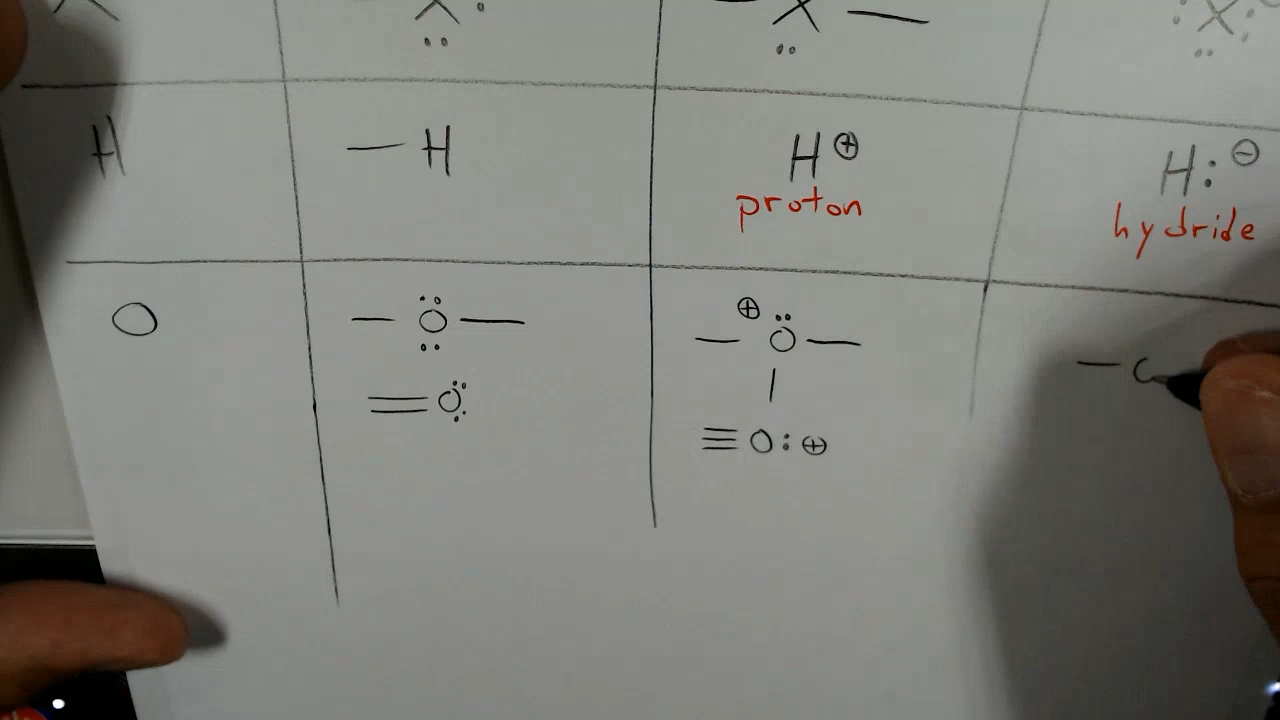 X X X X
H — H H ⊕ H : ⊖
proton hydride
O — Ö — ⊕ — Ö —
= O ≡ O : ⊕
—